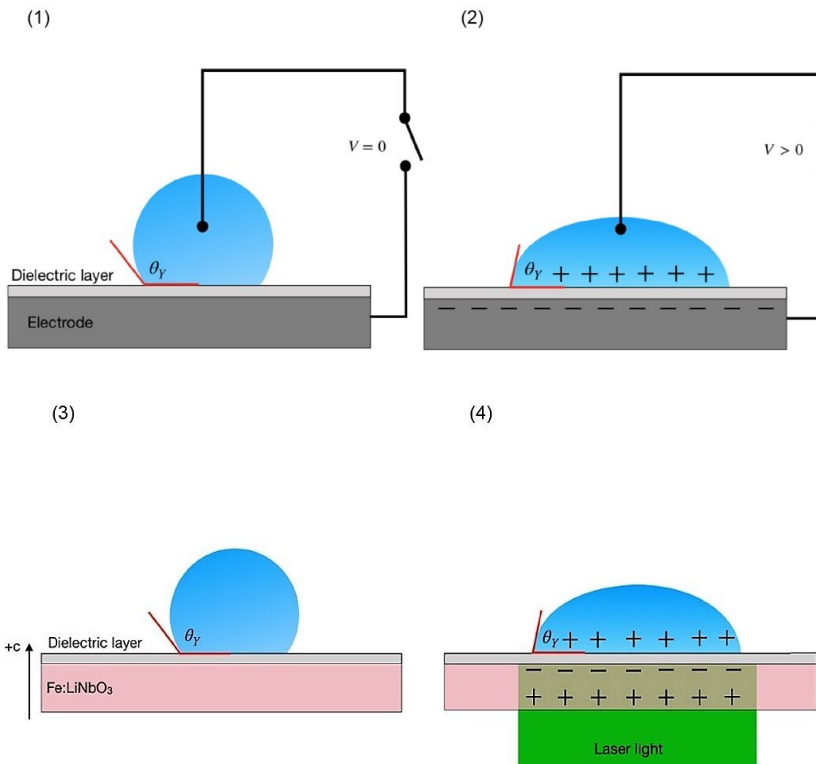 (1)
(2)
V = 0
V > 0
θY
θY
Dielectric layer
Electrode
+ + + + + +
− − − − − − − − − −
(3)
(4)
+c
Dielectric layer
θY
θY
+ + + + + +
Fe:LiNbO₃
− − − − − − −
+ + + + + + +
Laser light